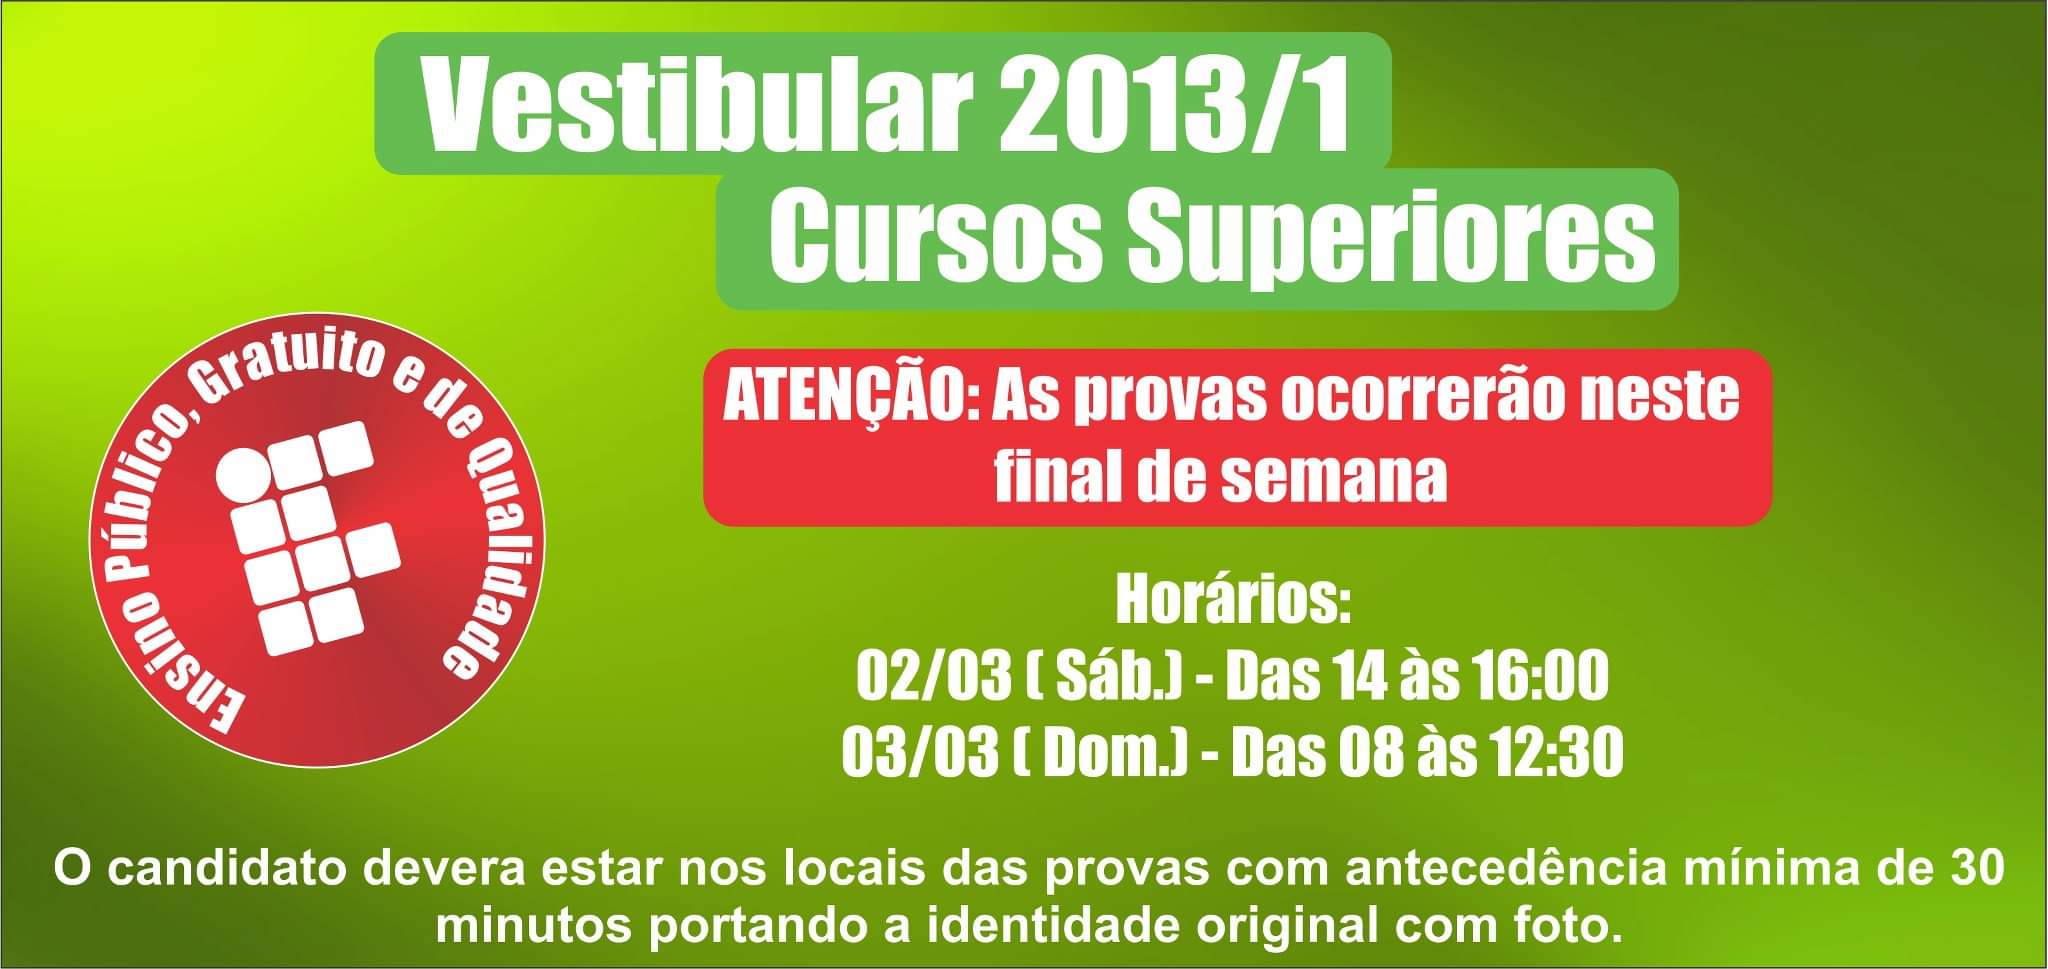 Vestibular 2013/1
Cursos Superiores
Ensino Público, Gratuito e de Qualidade
ATENÇÃO: As provas ocorrerão neste
final de semana
Horários:
02/03 ( Sáb.) - Das 14 às 16:00
03/03 ( Dom.) - Das 08 às 12:30
O candidato devera estar nos locais das provas com antecedência mínima de 30
minutos portando a identidade original com foto.